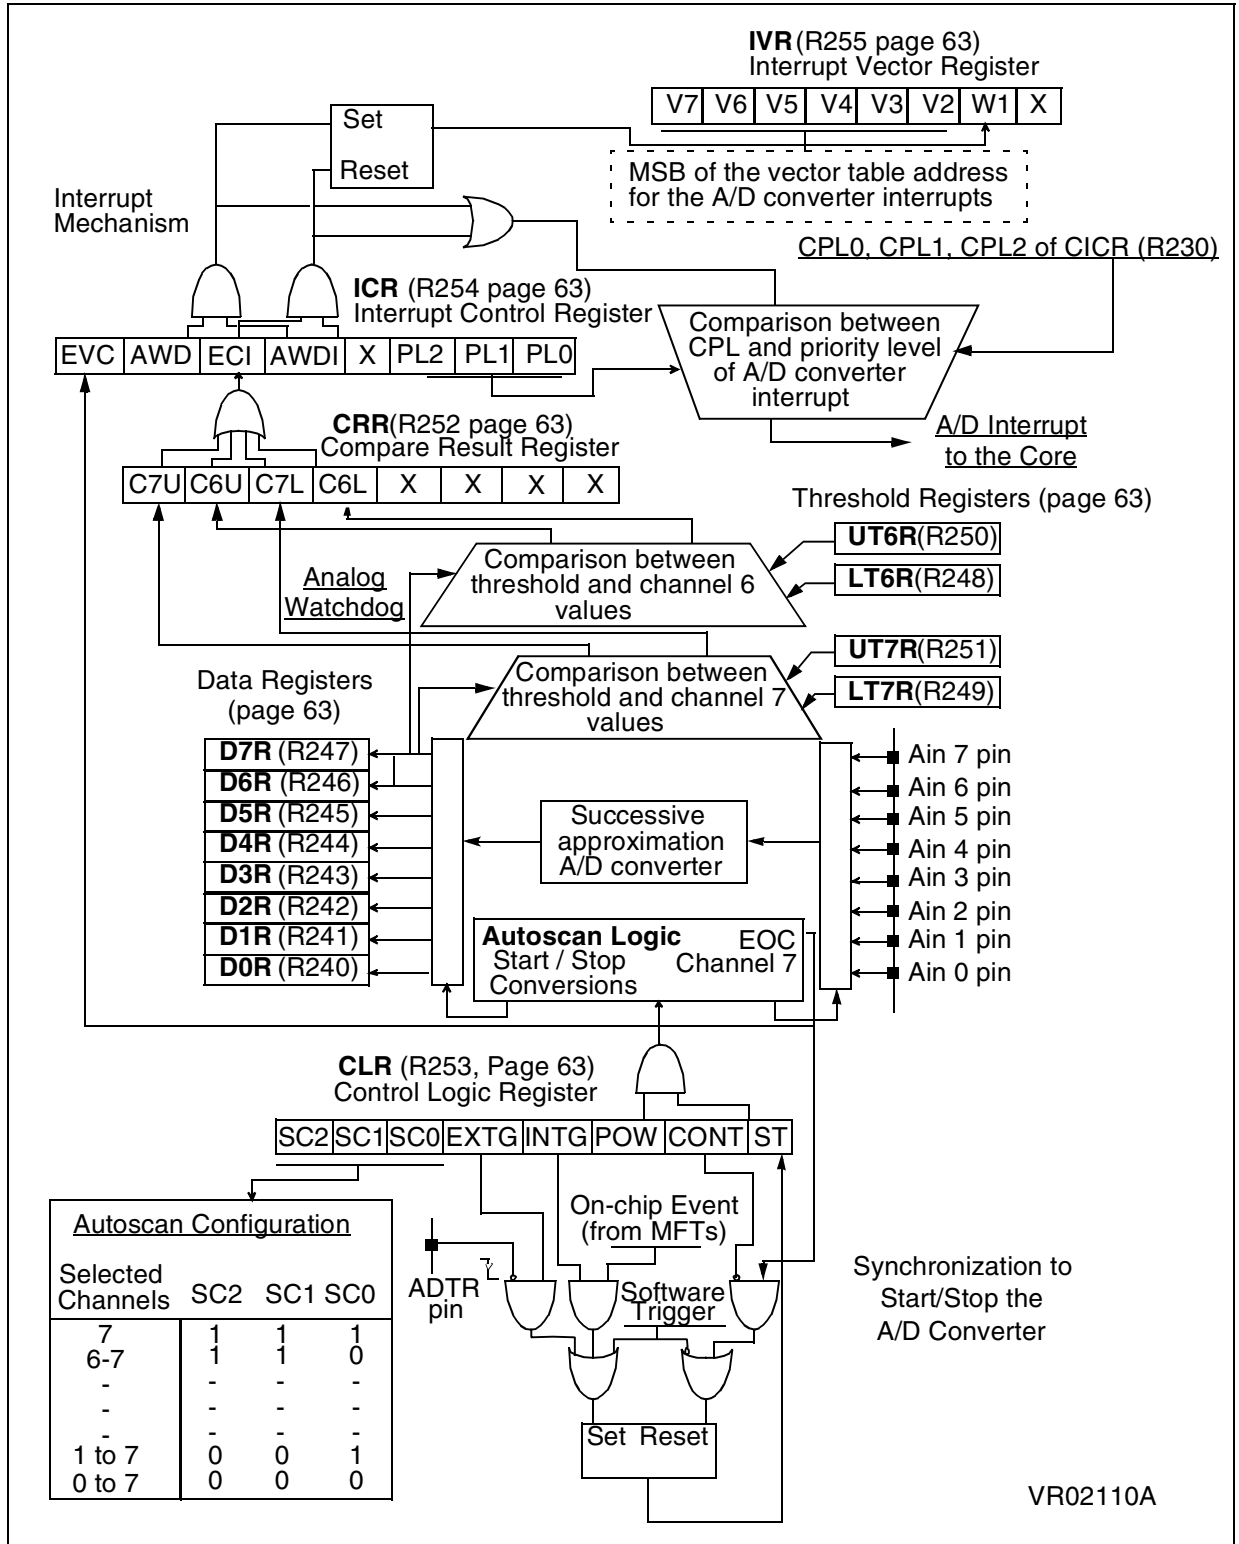 IVR (R255 page 63)
Interrupt Vector Register
V7 V6 V5 V4 V3 V2 W1 X
Set
Reset
MSB of the vector table address
for the A/D converter interrupts
Interrupt
Mechanism
CPL0, CPL1, CPL2 of CICR (R230)
ICR (R254 page 63)
Interrupt Control Register
EVC AWD ECI AWDI X PL2 PL1 PL0
Comparison between
CPL and priority level
of A/D converter
interrupt
A/D Interrupt
to the Core
CRR(R252 page 63)
Compare Result Register
C7U C6U C7L C6L X X X X
Threshold Registers (page 63)
UT6R(R250)
LT6R(R248)
Comparison between
threshold and channel 6
values
Analog
Watchdog
UT7R(R251)
LT7R(R249)
Comparison between
threshold and channel 7
values
Data Registers
(page 63)
D7R (R247)
D6R (R246)
D5R (R245)
D4R (R244)
D3R (R243)
D2R (R242)
D1R (R241)
D0R (R240)
Successive
approximation
A/D converter
Ain 7 pin
Ain 6 pin
Ain 5 pin
Ain 4 pin
Ain 3 pin
Ain 2 pin
Ain 1 pin
Ain 0 pin
Autoscan Logic EOC
Start / Stop Channel 7
Conversions
CLR (R253, Page 63)
Control Logic Register
SC2 SC1 SC0 EXTG INTG POW CONT ST
On-chip Event
(from MFTs)
ADTR
pin
Software
Trigger
Set Reset
Synchronization to
Start/Stop the
A/D Converter
Autoscan Configuration
Selected
Channels SC2 SC1 SC0
7 1 1 1
6-7 1 1 0
- - - -
- - - -
- - - -
1 to 7 0 0 1
0 to 7 0 0 0
VR02110A